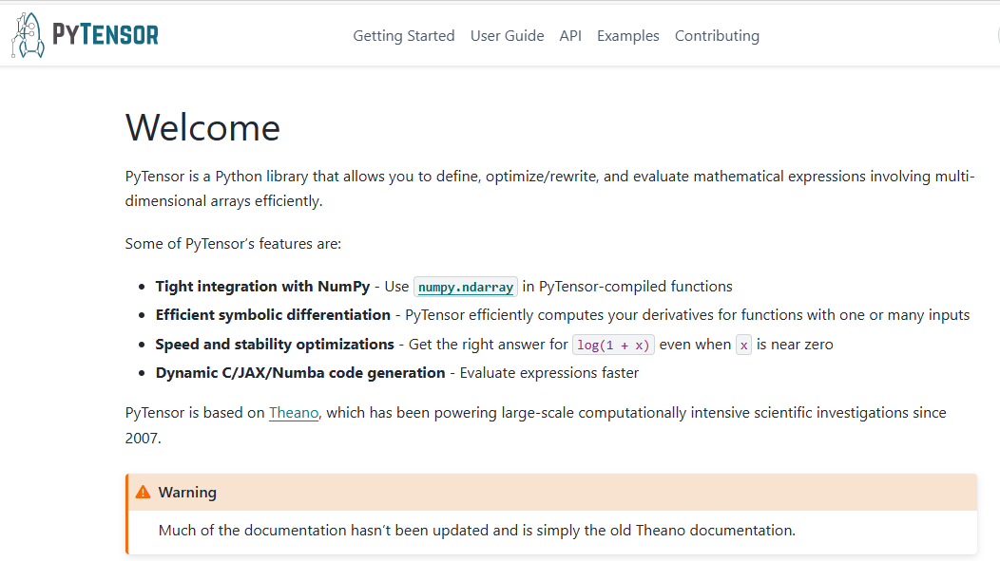 PYTENSOR
Getting Started User Guide API Examples Contributing
Welcome
PyTensor is a Python library that allows you to define, optimize/rewrite, and evaluate mathematical expressions involving multi-
dimensional arrays efficiently.
Some of PyTensor’s features are:
• Tight integration with NumPy - Use numpy.ndarray in PyTensor-compiled functions
• Efficient symbolic differentiation - PyTensor efficiently computes your derivatives for functions with one or many inputs
• Speed and stability optimizations - Get the right answer for log(1 + x) even when x is near zero
• Dynamic C/JAX/Numba code generation - Evaluate expressions faster
PyTensor is based on Theano, which has been powering large-scale computationally intensive scientific investigations since
2007.
Warning
Much of the documentation hasn’t been updated and is simply the old Theano documentation.